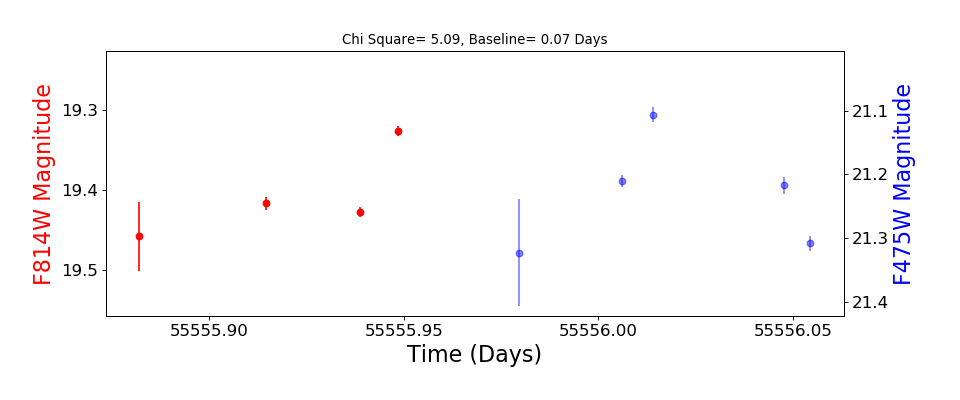 Chi Square= 5.09, Baseline= 0.07 Days
F814W Magnitude
19.3
19.4
19.5
21.1
21.2
21.3
21.4
F475W Magnitude
55555.90
55555.95
55556.00
55556.05
Time (Days)